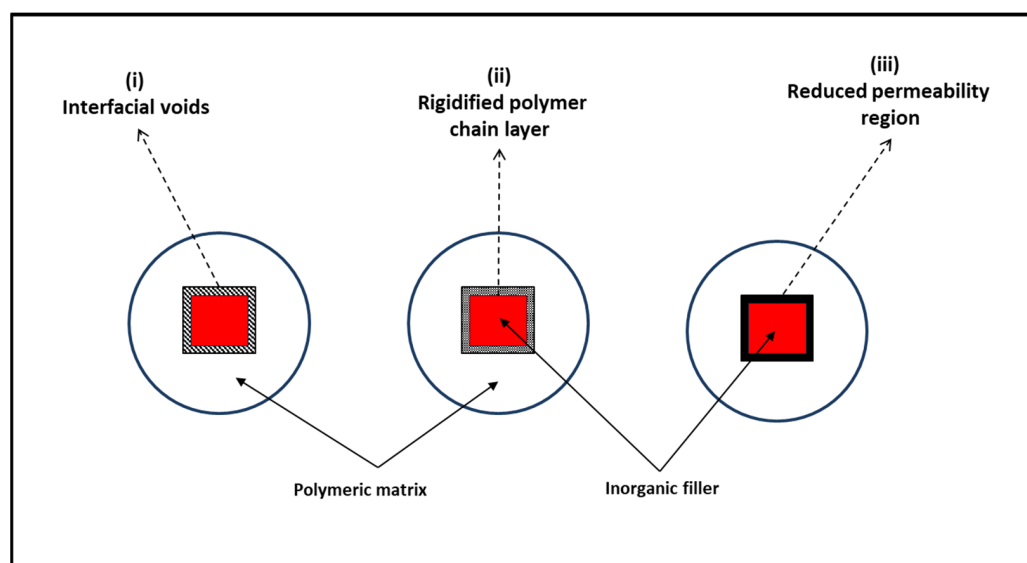 (i)
Interfacial voids
(ii)
Rigidified polymer
chain layer
(iii)
Reduced permeability
region
Polymeric matrix
Inorganic filler